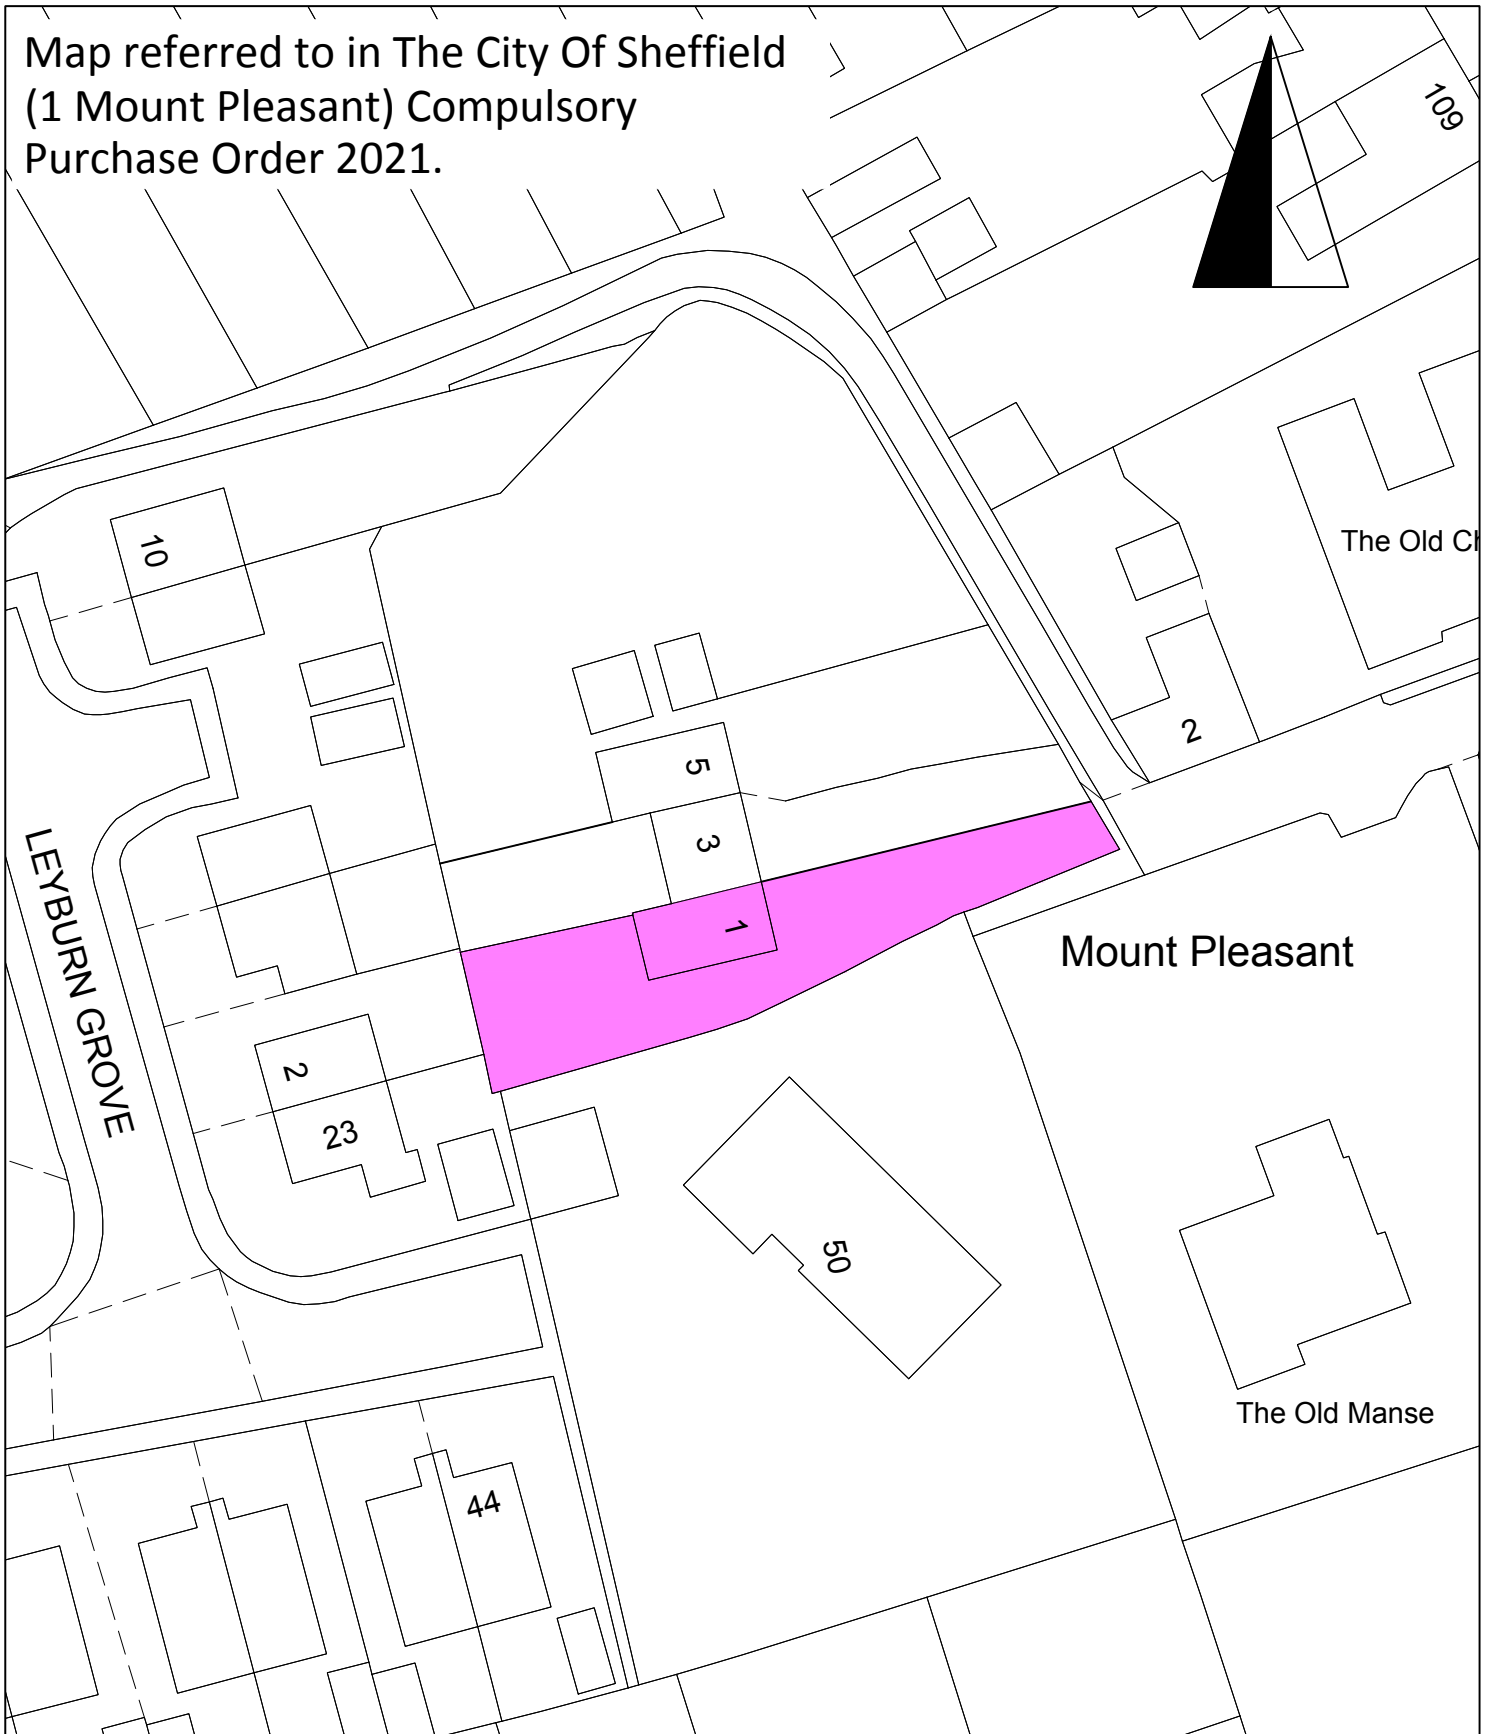 Map referred to in The City Of Sheffield
(1 Mount Pleasant) Compulsory
Purchase Order 2021.
109
The Old Ch
10
2
5
3
1
LEYBURN GROVE
Mount Pleasant
2
23
50
The Old Manse
44